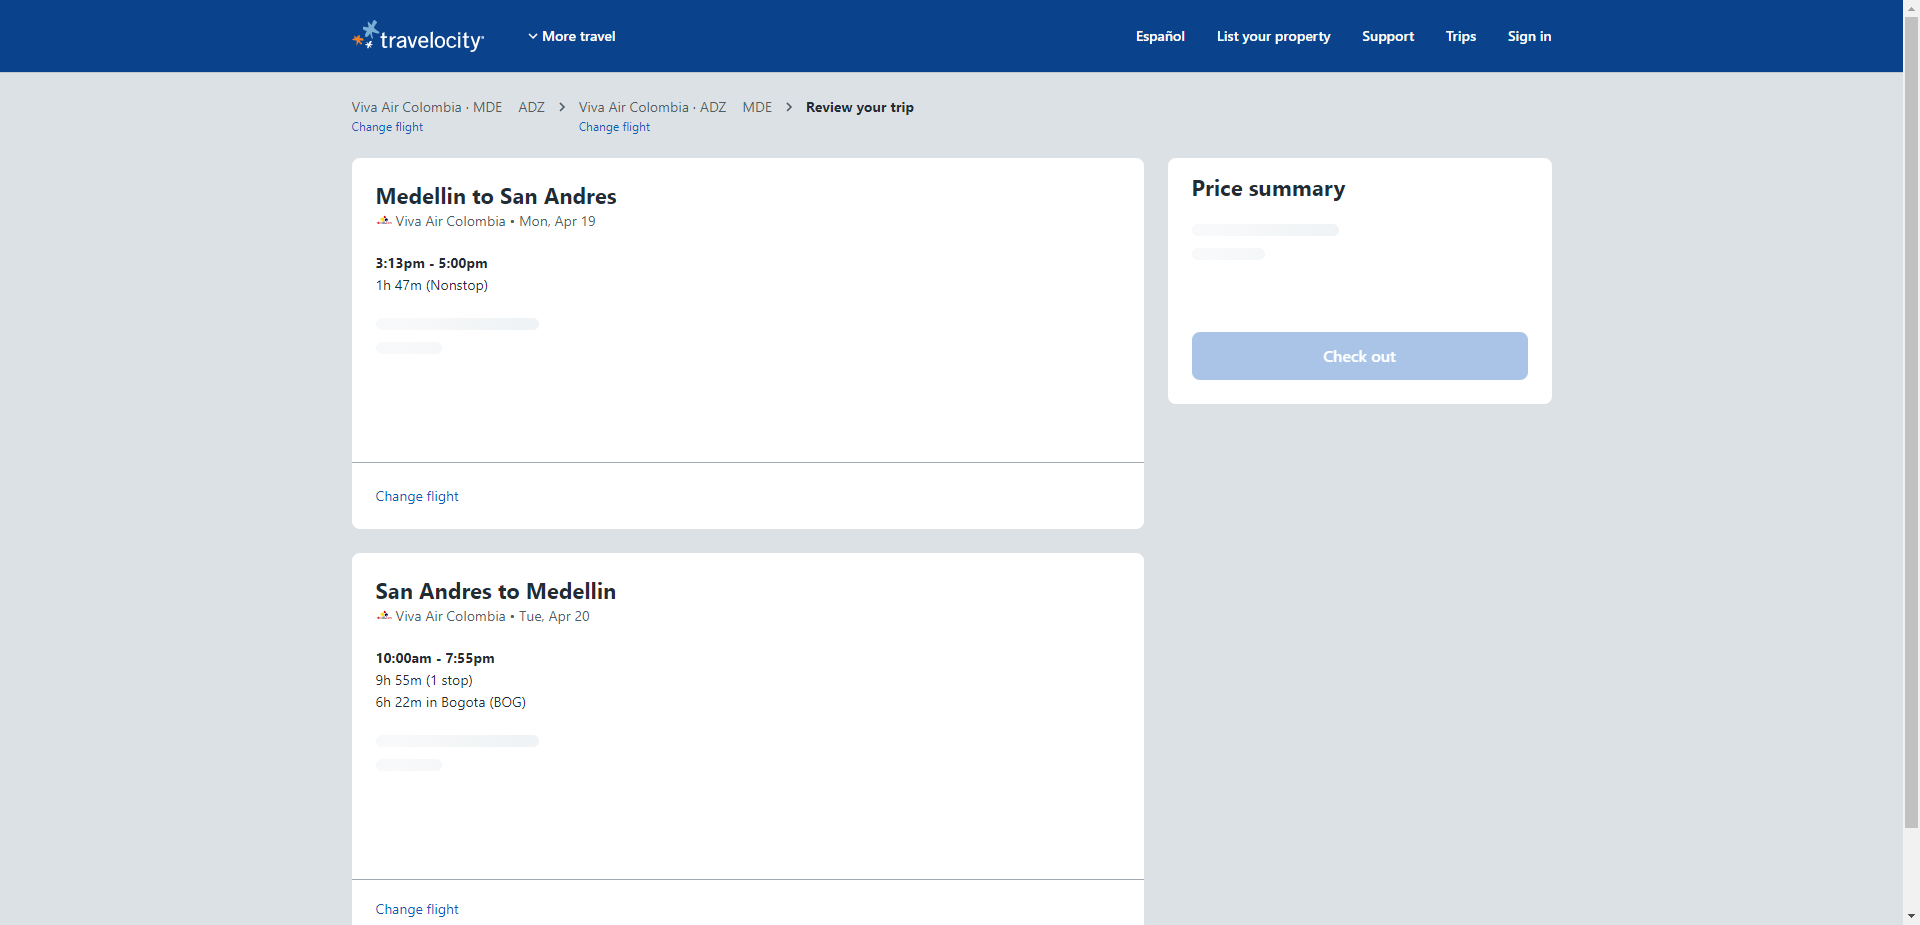 travelocity
More travel
Español
List your property
Support
Trips
Sign in
Viva Air Colombia · MDE ADZ
Change flight
Viva Air Colombia · ADZ MDE
Change flight
Review your trip
Medellin to San Andres
Viva Air Colombia • Mon, Apr 19
3:13pm - 5:00pm
1h 47m (Nonstop)
Change flight
San Andres to Medellin
Viva Air Colombia • Tue, Apr 20
10:00am - 7:55pm
9h 55m (1 stop)
6h 22m in Bogota (BOG)
Change flight
Price summary
Check out